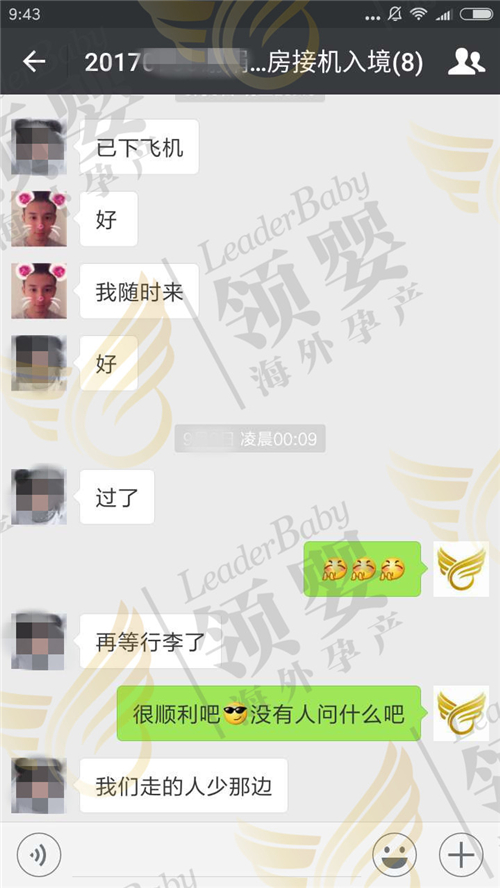 9:43
2017
...房接机入境(8)
已下飞机
好
我随时来
好
凌晨00:09
过了
再等行李了
很顺利吧😎没有人问什么吧
我们走的人少那边
LeaderBaby
领婴
海外孕产
LeaderBaby
领婴
海外孕产